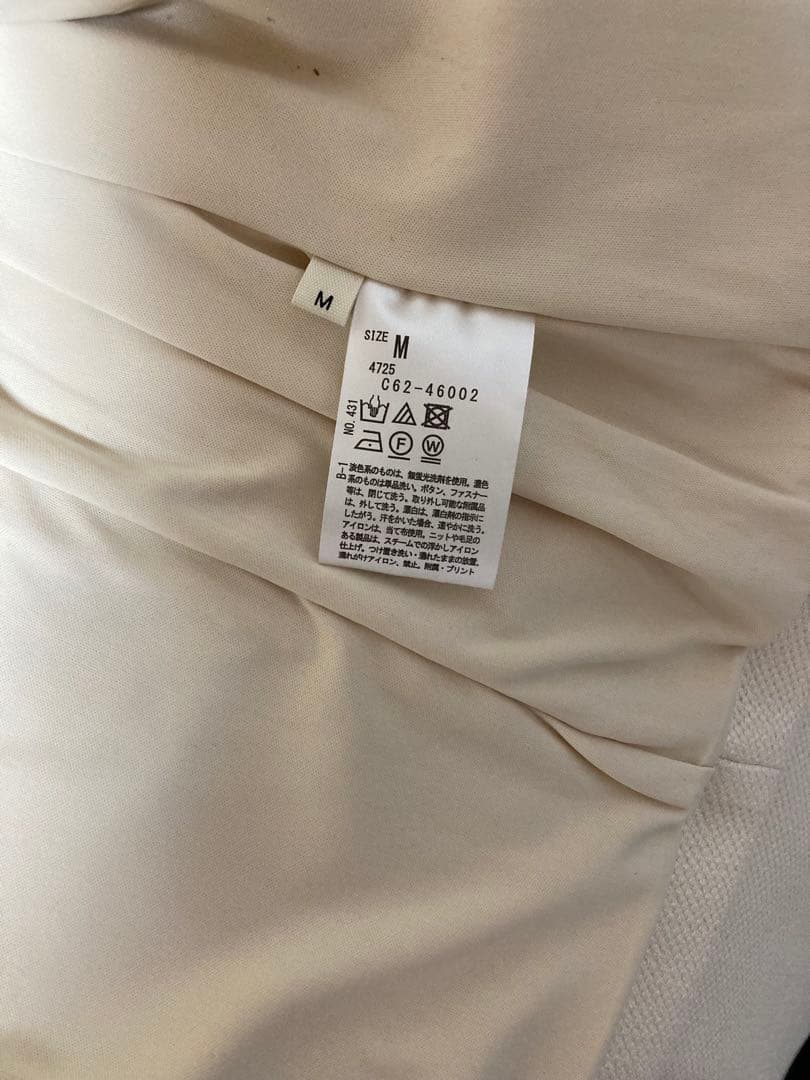 M
SIZE M
4725
C62-46002
NO. 431
F W
B-1
淡色系のものは、無蛍光洗剤を使用。濃色
系のものは単品洗い。ボタン、ファスナー
等は、閉じて洗う。取り外し可能な附属品
は、外して洗う。漂白は、漂白剤の指示に
したがう。汗をかいた場合、速やかに洗う。
アイロンは、当て布使用。ニットや毛足の
ある製品は、スチームでの浮かしアイロン
仕上げ。つけ置き洗い・濡れたままの放置、
濡れがけアイロン、禁止。附属・プリント